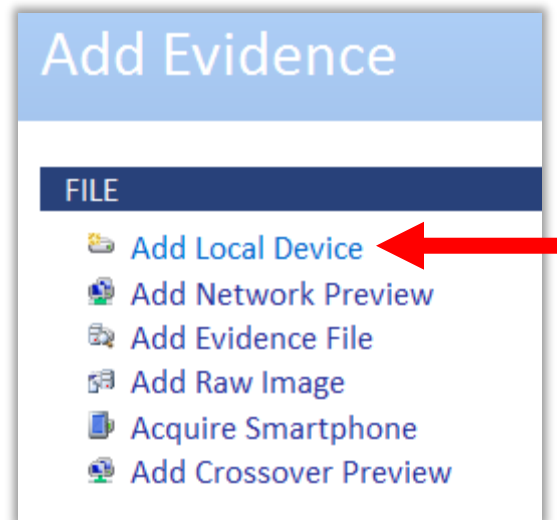 Add Evidence
FILE
Add Local Device
Add Network Preview
Add Evidence File
Add Raw Image
Acquire Smartphone
Add Crossover Preview